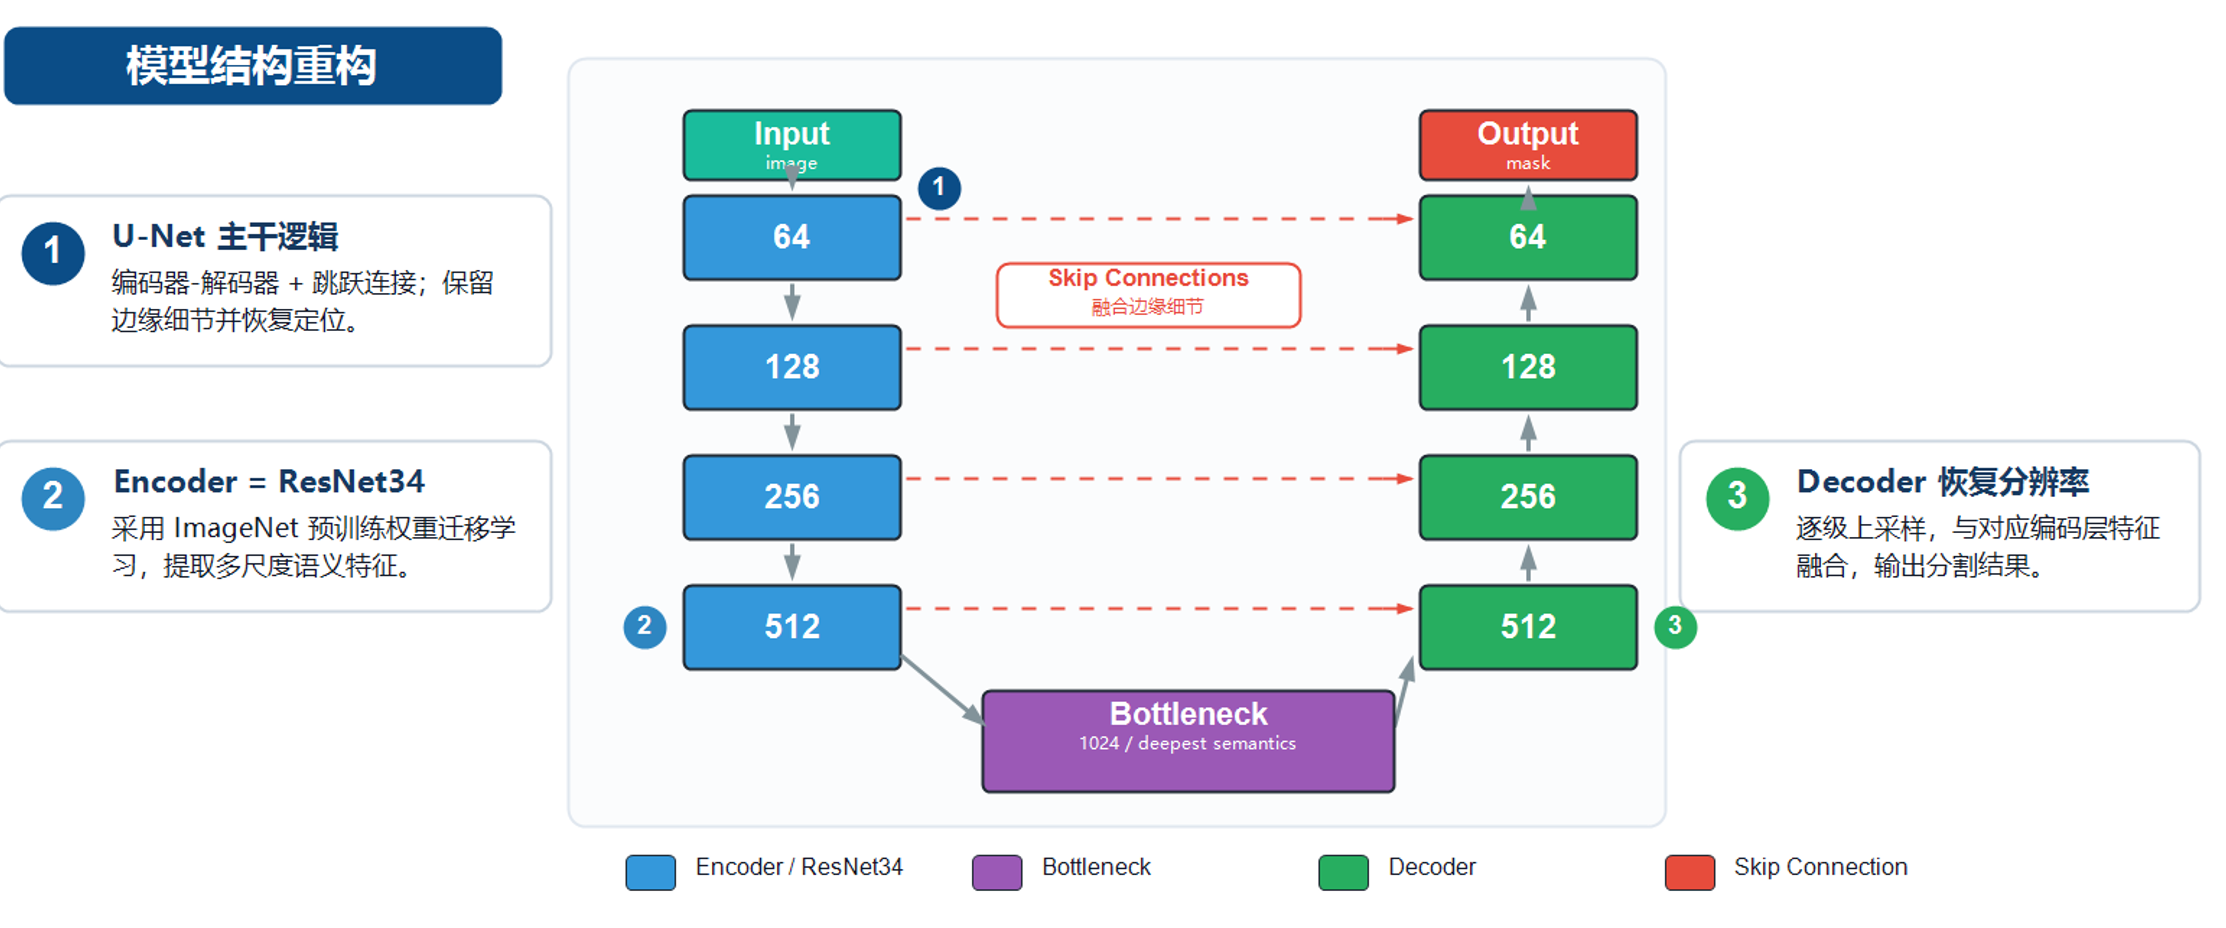 模型结构重构
1
U-Net 主干逻辑
编码器-解码器 + 跳跃连接；保留
边缘细节并恢复定位。
2
Encoder = ResNet34
采用 ImageNet 预训练权重迁移学
习，提取多尺度语义特征。
Input
image
1
64
128
256
2
512
Skip Connections
融合边缘细节
Bottleneck
1024 / deepest semantics
Output
mask
64
128
256
512
3
3
Decoder 恢复分辨率
逐级上采样，与对应编码层特征
融合，输出分割结果。
Encoder / ResNet34
Bottleneck
Decoder
Skip Connection